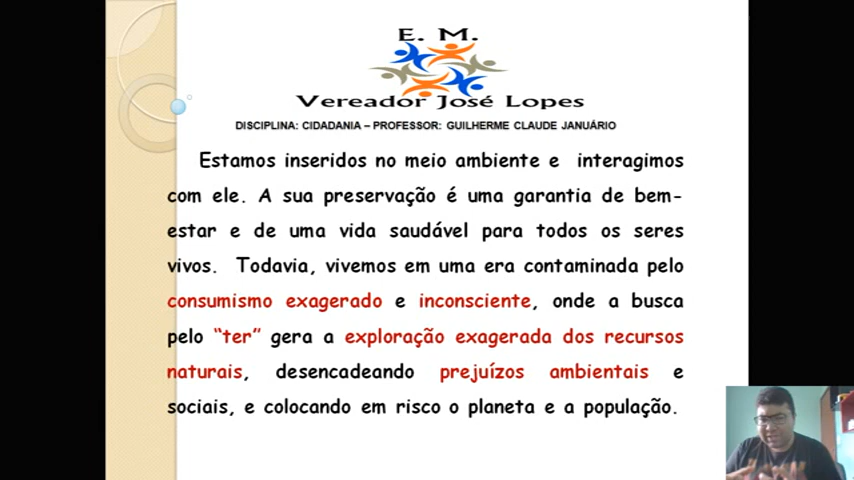 E. M.
Vereador José Lopes
DISCIPLINA: CIDADANIA – PROFESSOR: GUILHERME CLAUDE JANUÁRIO
Estamos inseridos no meio ambiente e interagimos
com ele. A sua preservação é uma garantia de bem-
estar e de uma vida saudável para todos os seres
vivos. Todavia, vivemos em uma era contaminada pelo
consumismo exagerado e inconsciente, onde a busca
pelo “ter” gera a exploração exagerada dos recursos
naturais, desencadeando prejuízos ambientais e
sociais, e colocando em risco o planeta e a população.